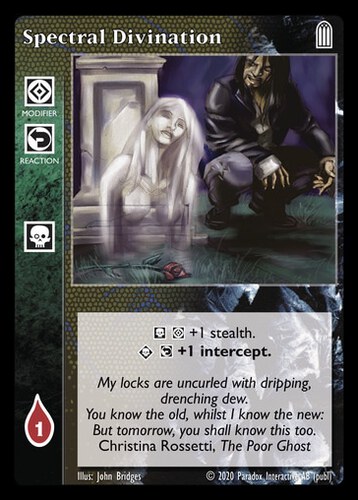 Spectral Divination
MODIFIER
REACTION
+1 stealth.
+1 intercept.
My locks are uncurled with dripping,
drenching dew.
You know the old, whilst I know the new:
But tomorrow, you shall know this too.
Christina Rossetti, The Poor Ghost
1
Illus: John Bridges
© 2020 Paradox Interactive AB (publ)